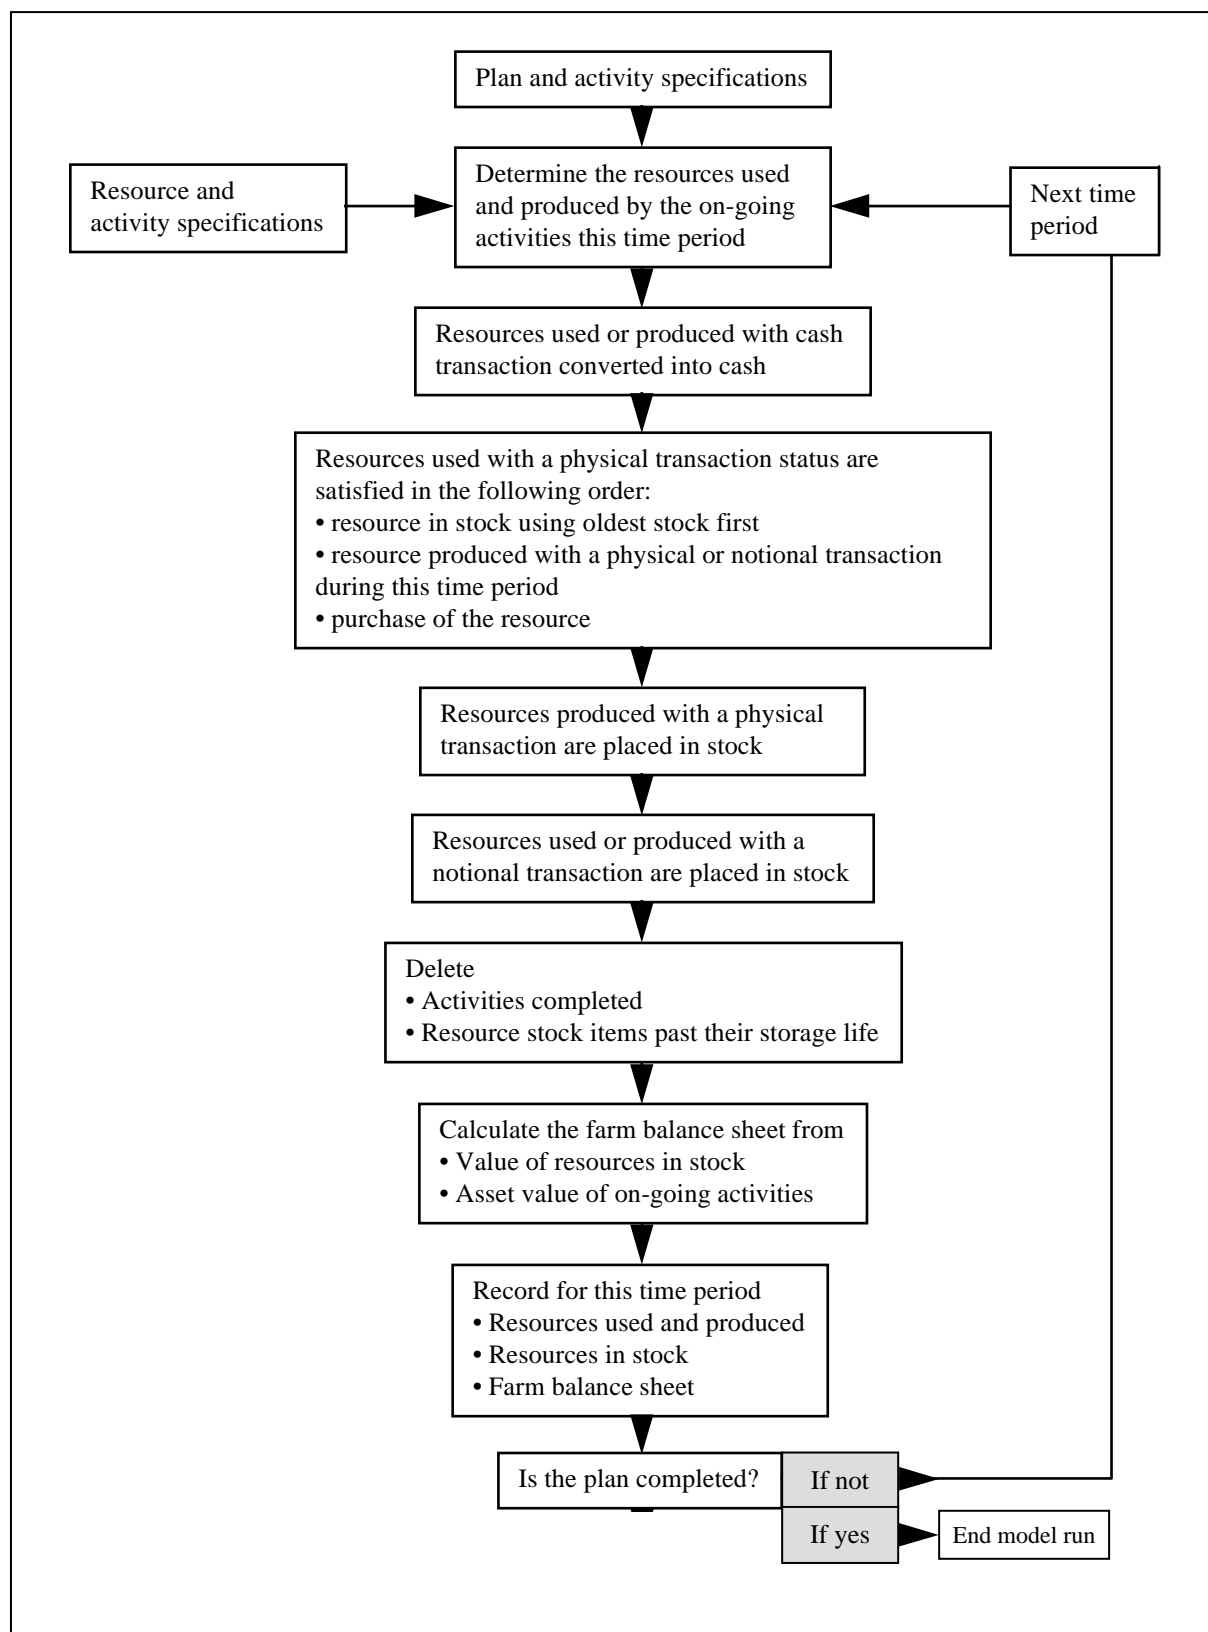 Plan and activity specifications
Resource and
activity specifications
Determine the resources used
and produced by the on-going
activities this time period
Next time
period
Resources used or produced with cash
transaction converted into cash
Resources used with a physical transaction status are
satisfied in the following order:
• resource in stock using oldest stock first
• resource produced with a physical or notional transaction
during this time period
• purchase of the resource
Resources produced with a physical
transaction are placed in stock
Resources used or produced with a
notional transaction are placed in stock
Delete
• Activities completed
• Resource stock items past their storage life
Calculate the farm balance sheet from
• Value of resources in stock
• Asset value of on-going activities
Record for this time period
• Resources used and produced
• Resources in stock
• Farm balance sheet
Is the plan completed?
If not
If yes
End model run